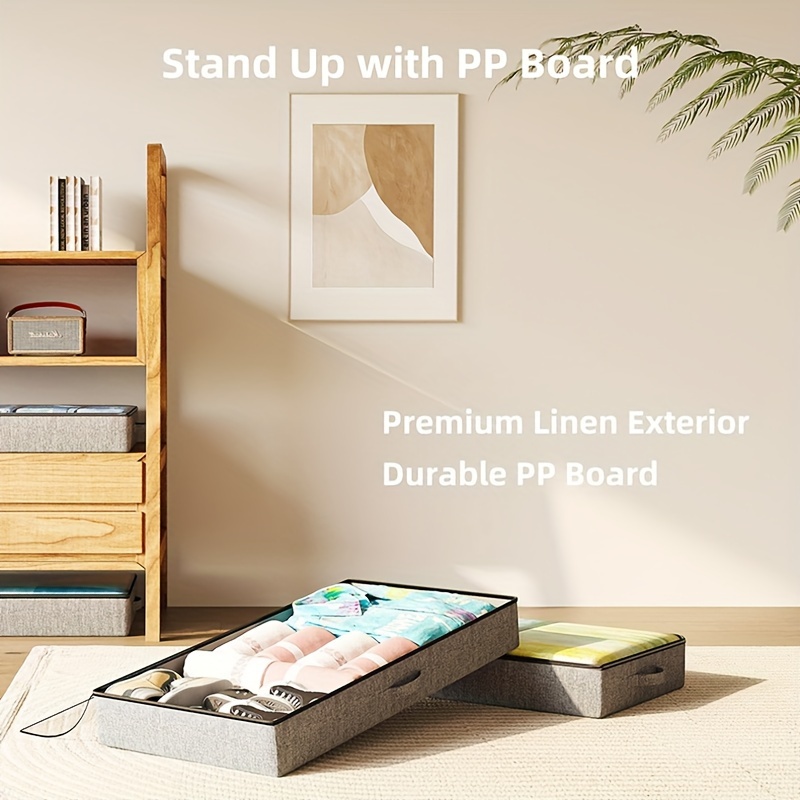 Stand Up with PP Board
Premium Linen Exterior
Durable PP Board